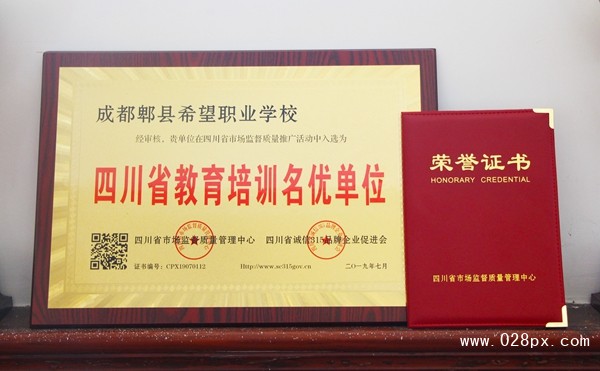 成都郫县希望职业学校
经审核，贵单位在四川省市场监督质量推广活动中入选为
四川省教育培训名优单位
四川省市场监督质量管理中心 四川省诚信315品牌企业促进会
证书编号：CPX10070112 Http://www.sc315gov.cn 二〇一九年七月
荣誉证书
HONORARY CREDENTIAL
四川省市场监督质量管理中心
www.028px.com